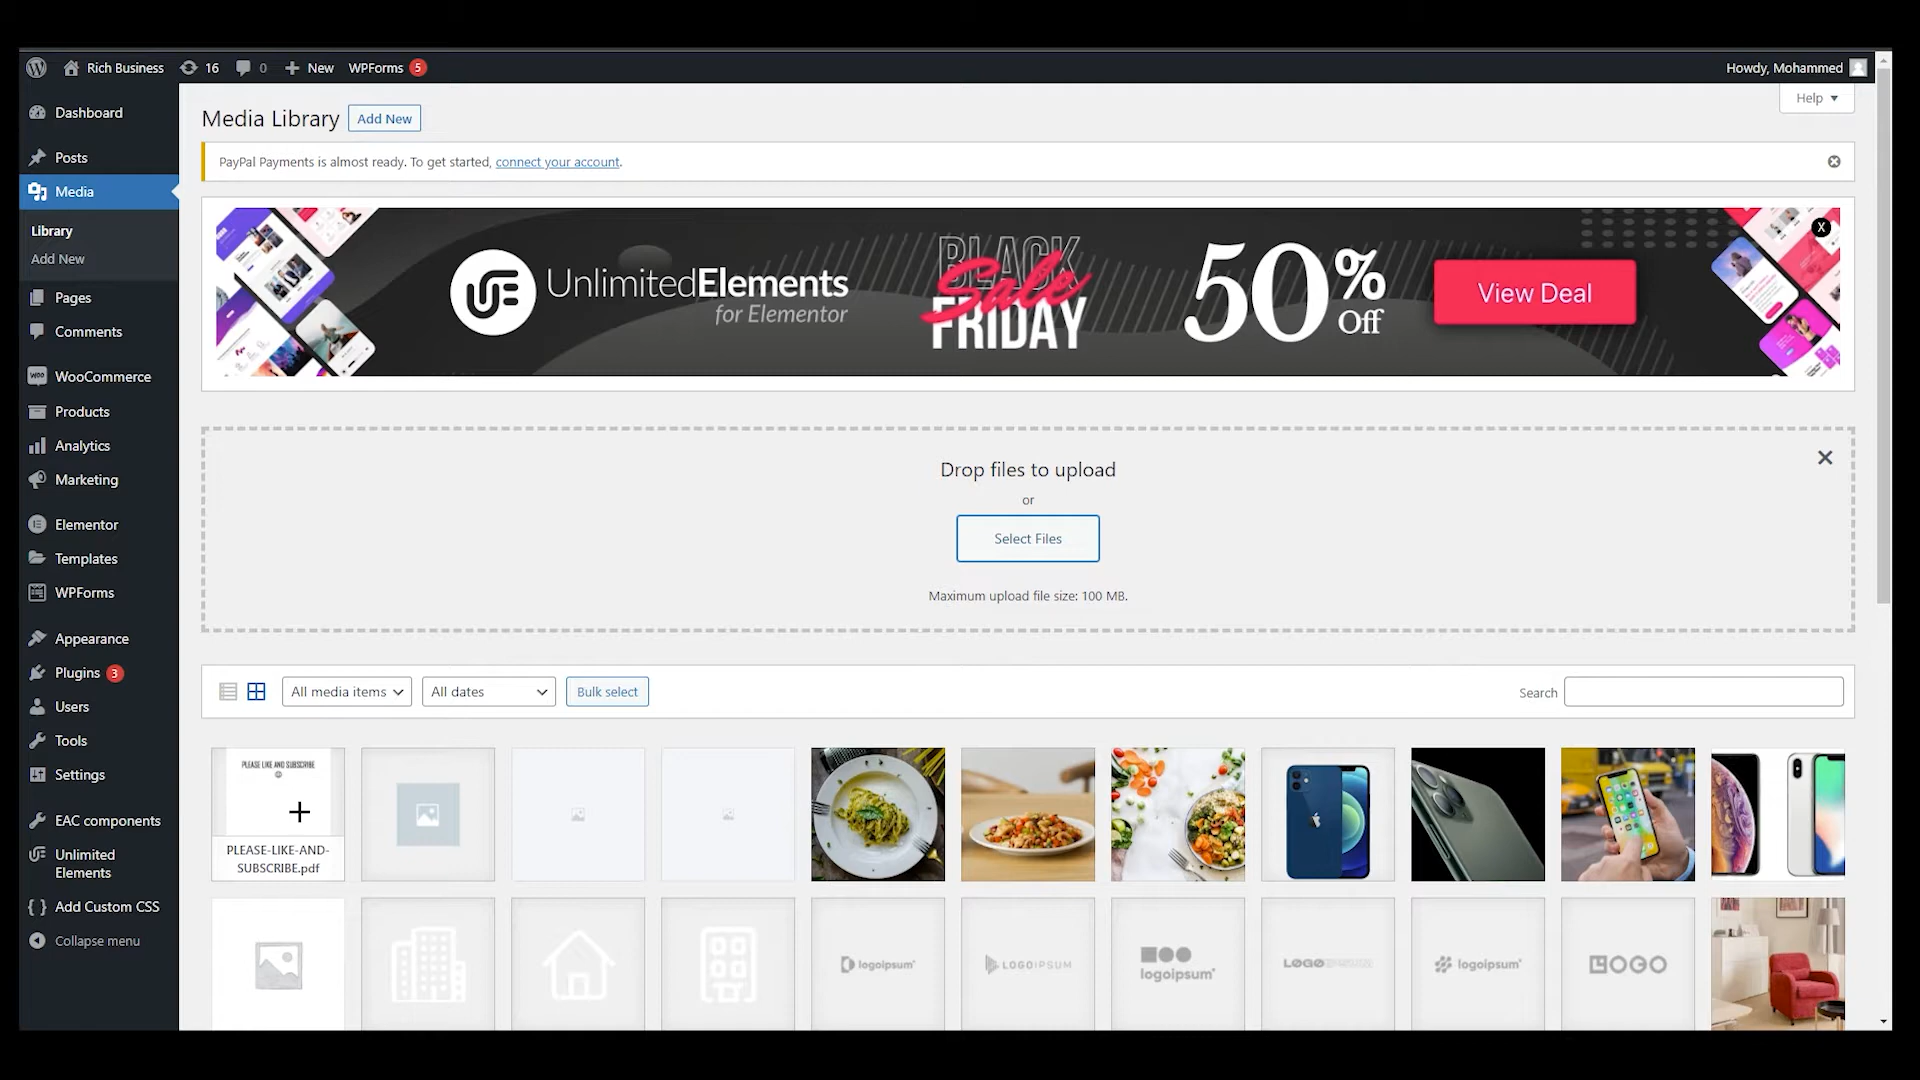 Rich Business 16 0 New WPForms 5 Howdy, Mohammed
Help
Dashboard
Posts
Media
Library
Add New
Pages
Comments
WooCommerce
Products
Analytics
Marketing
Elementor
Templates
WPForms
Appearance
Plugins 3
Users
Tools
Settings
EAC components
Unlimited
Elements
Add Custom CSS
Collapse menu
Media Library Add New
PayPal Payments is almost ready. To get started, connect your account.
UnlimitedElements
for Elementor
BLACK
Sale
FRIDAY
50%
Off
View Deal
X
Drop files to upload
or
Select Files
Maximum upload file size: 100 MB.
All media items All dates Bulk select Search
PLEASE LIKE AND SUBSCRIBE
PLEASE-LIKE-AND-
SUBSCRIBE.pdf
logoipsum
LOGOIPSUM
logoipsum
LOGOIPSUM
logoipsum
LOGO